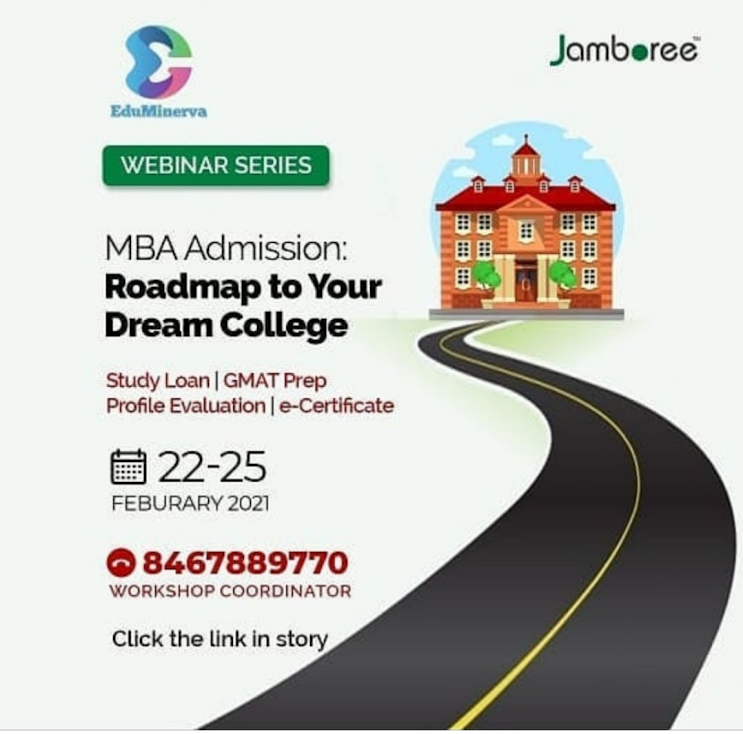 EduMinerva
Jamboree™
WEBINAR SERIES
MBA Admission:
Roadmap to Your
Dream College
Study Loan | GMAT Prep
Profile Evaluation | e-Certificate
22-25
FEBURARY 2021
8467889770
WORKSHOP COORDINATOR
Click the link in story